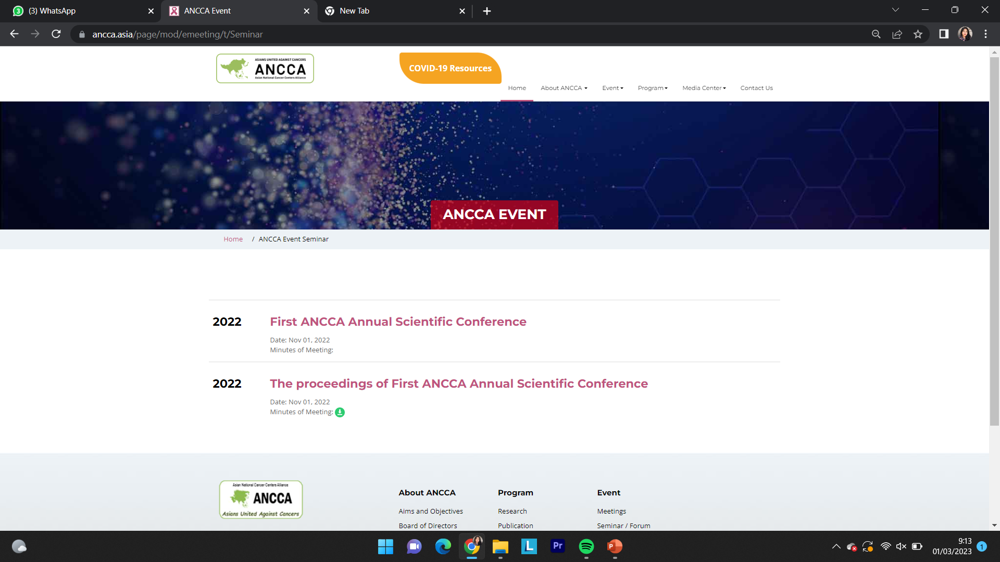 (3) WhatsApp
ANCCA Event
New Tab
ancca.asia/page/mod/emeeting/t/Seminar
ASIANS UNITED AGAINST CANCERS
ANCCA
Asian National Cancer Centers Alliance
COVID-19 Resources
Home
About ANCCA
Event
Program
Media Center
Contact Us
ANCCA EVENT
Home / ANCCA Event Seminar
2022
First ANCCA Annual Scientific Conference
Date: Nov 01, 2022
Minutes of Meeting:
2022
The proceedings of First ANCCA Annual Scientific Conference
Date: Nov 01, 2022
Minutes of Meeting:
Asian National Cancer Centers Alliance
ANCCA
Asians United Against Cancers
About ANCCA
Aims and Objectives
Board of Directors
Program
Research
Publication
Event
Meetings
Seminar / Forum
L
Pr
P
9:13
01/03/2023
1